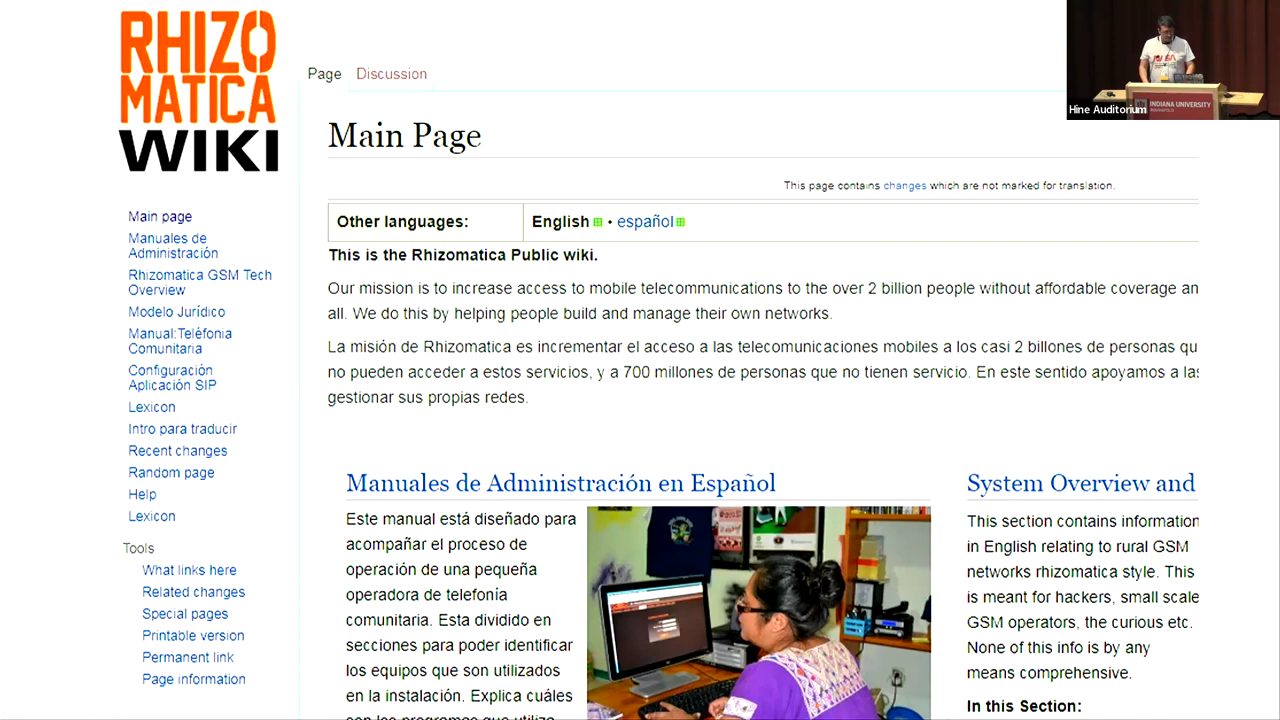 RHIZO
MATICA
WIKI
Page Discussion
Hine Auditorium
INDIANA UNIVERSITY
Main Page
This page contains changes which are not marked for translation.
Other languages: English • español
This is the Rhizomatica Public wiki.
Our mission is to increase access to mobile telecommunications to the over 2 billion people without affordable coverage an
all. We do this by helping people build and manage their own networks.
La misión de Rhizomatica es incrementar el acceso a las telecomunicaciones mobiles a los casi 2 billones de personas qu
no pueden acceder a estos servicios, y a 700 millones de personas que no tienen servicio. En este sentido apoyamos a las
gestionar sus propias redes.
Main page
Manuales de
Administración
Rhizomatica GSM Tech
Overview
Modelo Jurídico
Manual:Teléfonia
Comunitaria
Configuración
Aplicación SIP
Lexicon
Intro para traducir
Recent changes
Random page
Help
Lexicon
Tools
What links here
Related changes
Special pages
Printable version
Permanent link
Page information
Manuales de Administración en Español
Este manual está diseñado para
acompañar el proceso de
operación de una pequeña
operadora de telefonía
comunitaria. Esta dividido en
secciones para poder identificar
los equipos que son utilizados
en la instalación. Explica cuáles
son los programas que utiliza
System Overview and
This section contains information
in English relating to rural GSM
networks rhizomatica style. This
is meant for hackers, small scale
GSM operators, the curious etc.
None of this info is by any
means comprehensive.
In this Section: